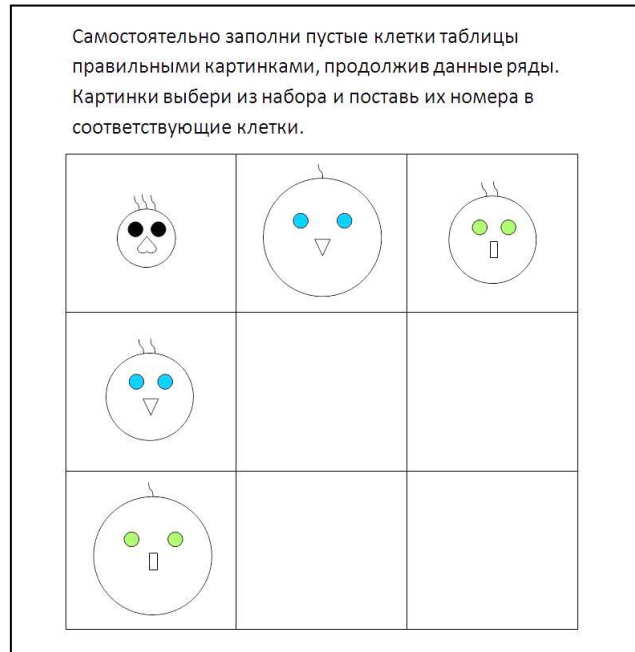 Самостоятельно заполни пустые клетки таблицы
правильными картинками, продолжив данные ряды.
Картинки выбери из набора и поставь их номера в
соответствующие клетки.